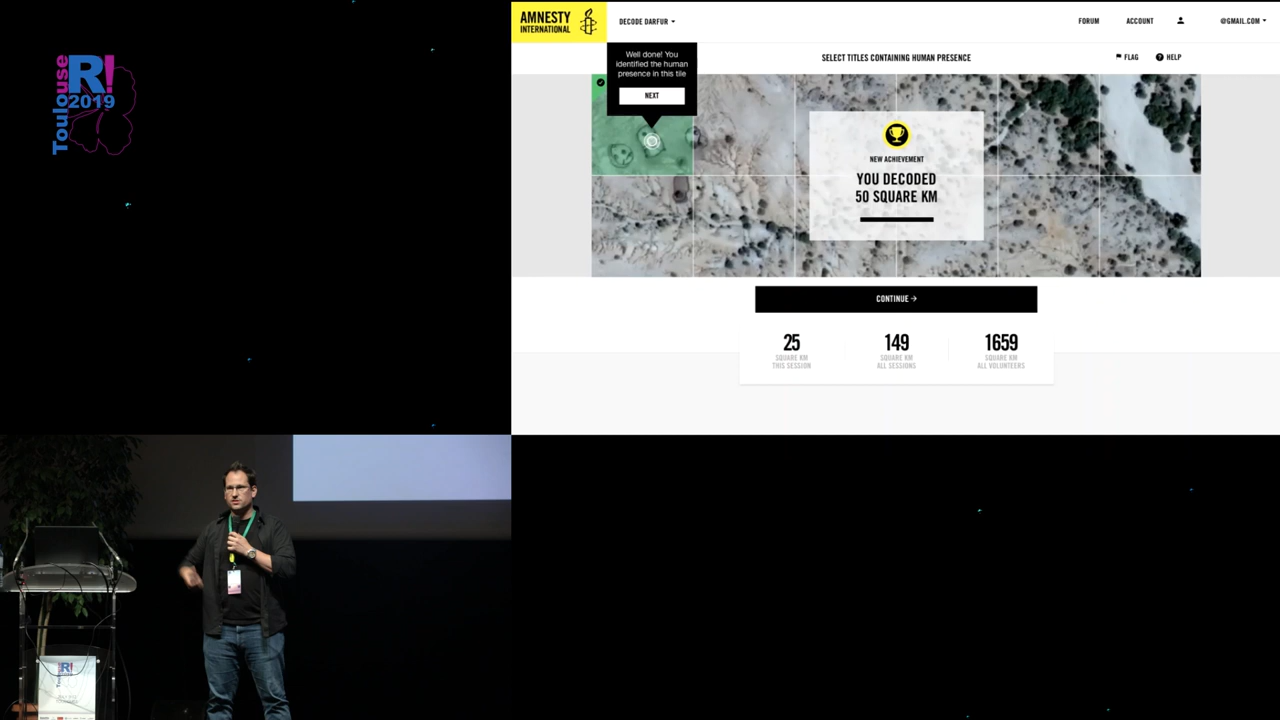 Toulouse
R!
2019
AMNESTY
INTERNATIONAL
DECODE DARFUR
FORUM
ACCOUNT
@GMAIL.COM
Well done! You
identified the human
presence in this tile
NEXT
SELECT TITLES CONTAINING HUMAN PRESENCE
FLAG
HELP
NEW ACHIEVEMENT
YOU DECODED
50 SQUARE KM
CONTINUE →
25
SQUARE KM
THIS SESSION
149
SQUARE KM
ALL SESSIONS
1659
SQUARE KM
ALL VOLUNTEERS
R!